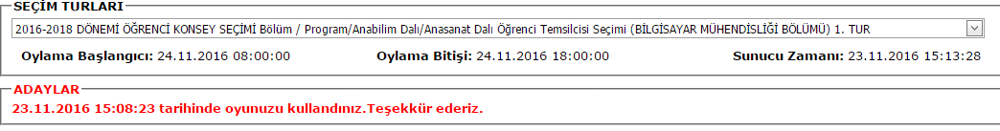 SEÇİM TURLARI
2016-2018 DÖNEMİ ÖĞRENCİ KONSEY SEÇİMİ Bölüm / Program/Anabilim Dalı/Anasanat Dalı Öğrenci Temsilcisi Seçimi (BİLGİSAYAR MÜHENDİSLİĞİ BÖLÜMÜ) 1. TUR
Oylama Başlangıcı: 24.11.2016 08:00:00 Oylama Bitişi: 24.11.2016 18:00:00 Sunucu Zamanı: 23.11.2016 15:13:28
ADAYLAR
23.11.2016 15:08:23 tarihinde oyunuzu kullandınız.Teşekkür ederiz.